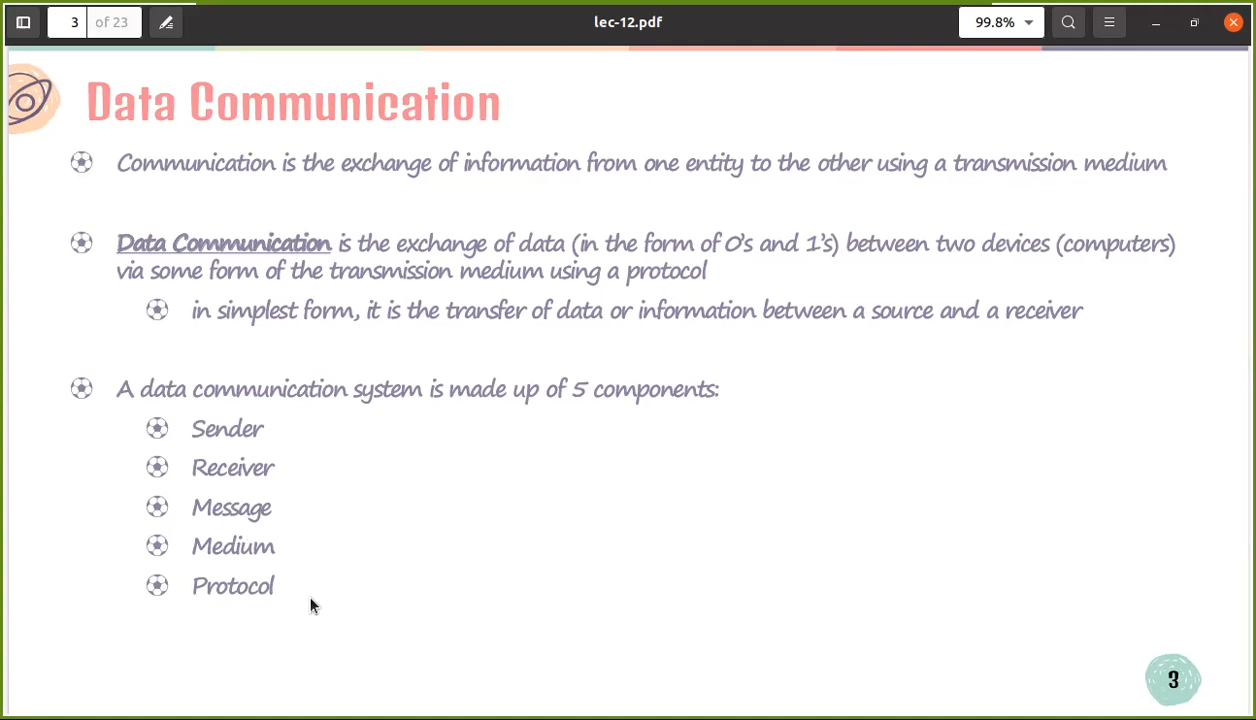 3 of 23
lec-12.pdf
99.8%
Data Communication
Communication is the exchange of information from one entity to the other using a transmission medium
Data Communication is the exchange of data (in the form of 0's and 1's) between two devices (computers)
via some form of the transmission medium using a protocol
in simplest form, it is the transfer of data or information between a source and a receiver
A data communication system is made up of 5 components:
Sender
Receiver
Message
Medium
Protocol
3